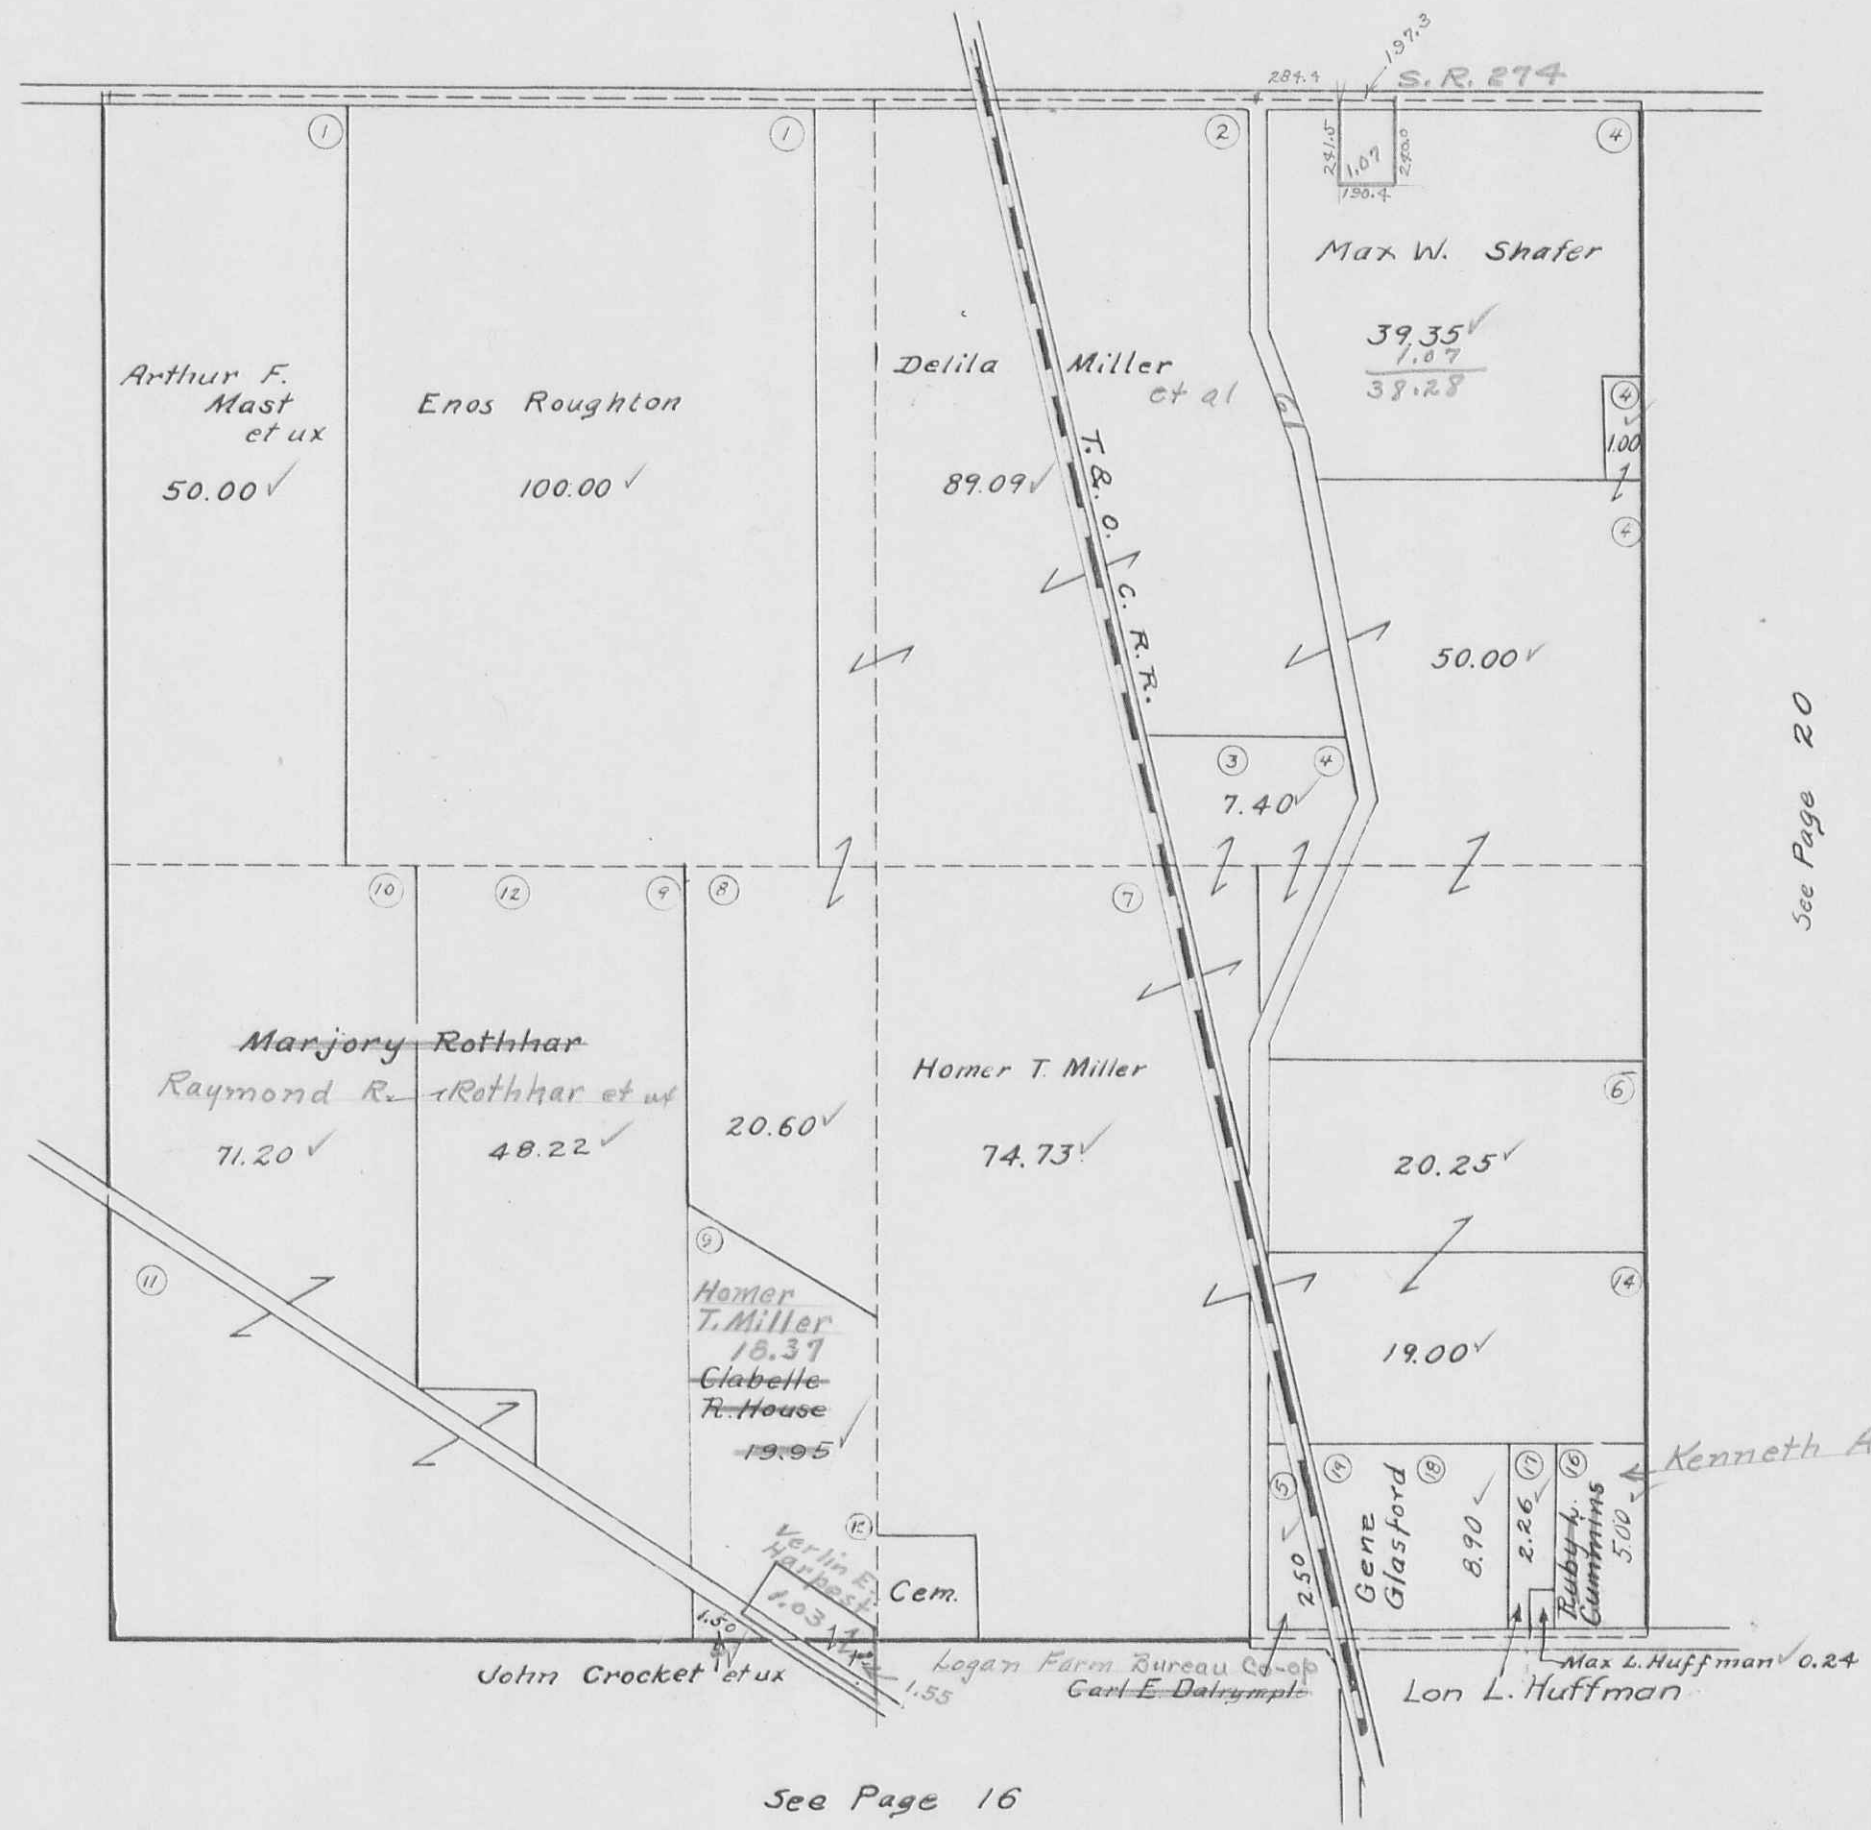 197.3
284.4
S. R. 274
1
1
2
4
241.5
1.07
240.0
190.4
Max W. Shafer
39.35✓
1.07
38.28
Arthur F.
Mast
et ux
50.00✓
Enos Roughton
100.00✓
Delila Miller
et al
89.09✓
T. & O. C. R. R.
61
4
1.00
4
50.00✓
3
4
7.40✓
See Page 20
10
12
9
8
7
Marjory Rothhar
Raymond R. Rothhar et ux
71.20✓
48.22✓
20.60✓
Homer T. Miller
74.73✓
6
20.25✓
11
9
Homer
T. Miller
18.37
Clabelle
R. House
19.95✓
14
19.00✓
Kenneth A
5
19
18
17
16
2.50✓
Gene
Glasford
8.90✓
2.26✓
Ruby L.
Cummins
5.00✓
Verlin E.
Harpest
1.03
Cem.
1.50
John Crocket et ux
1.55
Logan Farm Bureau Co-op
Carl E. Dalrymple
Max L. Huffman✓ 0.24
Lon L. Huffman
See Page 16